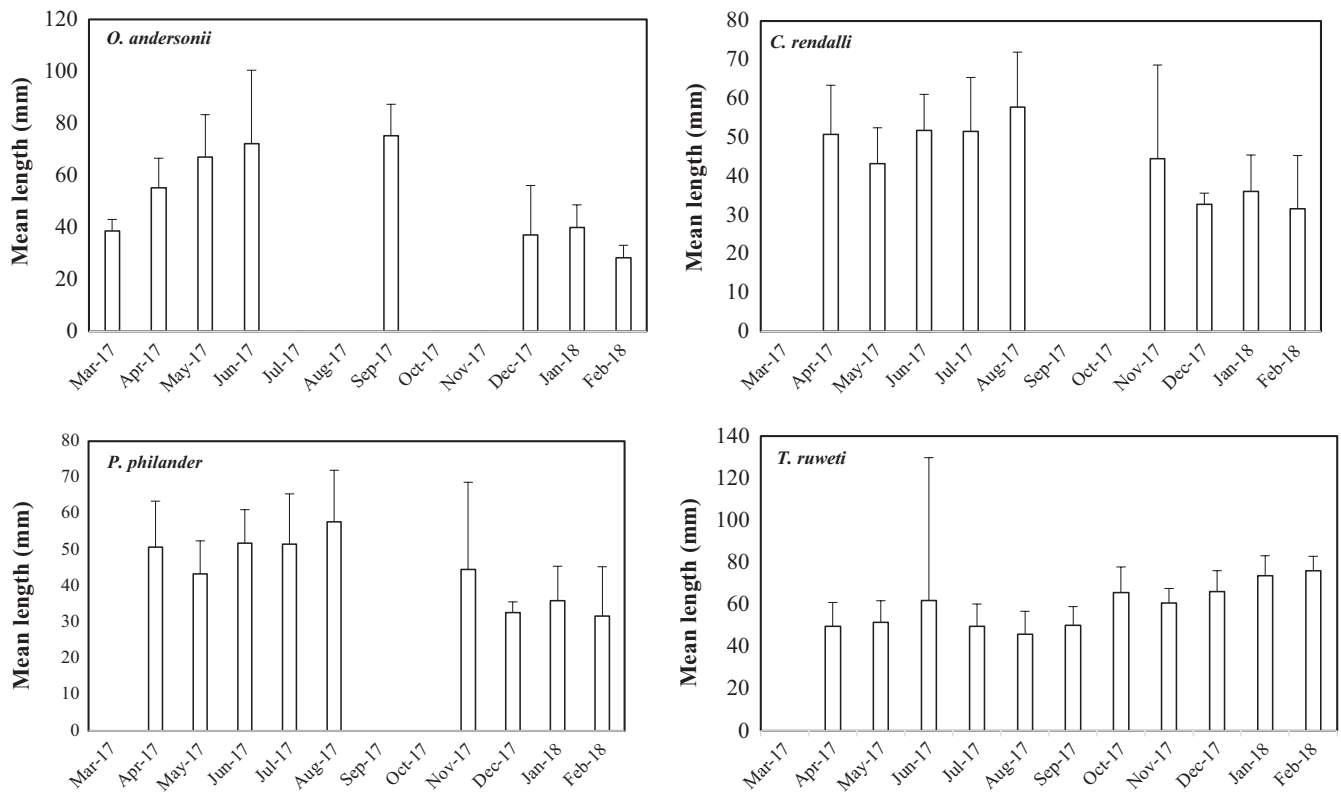 O. andersonii
Mean length (mm)
120
100
80
60
40
20
0
Mar-17
Apr-17
May-17
Jun-17
Jul-17
Aug-17
Sep-17
Oct-17
Nov-17
Dec-17
Jan-18
Feb-18
C. rendalli
Mean length (mm)
80
70
60
50
40
30
20
10
0
Mar-17
Apr-17
May-17
Jun-17
Jul-17
Aug-17
Sep-17
Oct-17
Nov-17
Dec-17
Jan-18
Feb-18
P. philander
Mean length (mm)
80
70
60
50
40
30
20
10
0
Mar-17
Apr-17
May-17
Jun-17
Jul-17
Aug-17
Sep-17
Oct-17
Nov-17
Dec-17
Jan-18
Feb-18
T. ruweti
Mean length (mm)
140
120
100
80
60
40
20
0
Mar-17
Apr-17
May-17
Jun-17
Jul-17
Aug-17
Sep-17
Oct-17
Nov-17
Dec-17
Jan-18
Feb-18